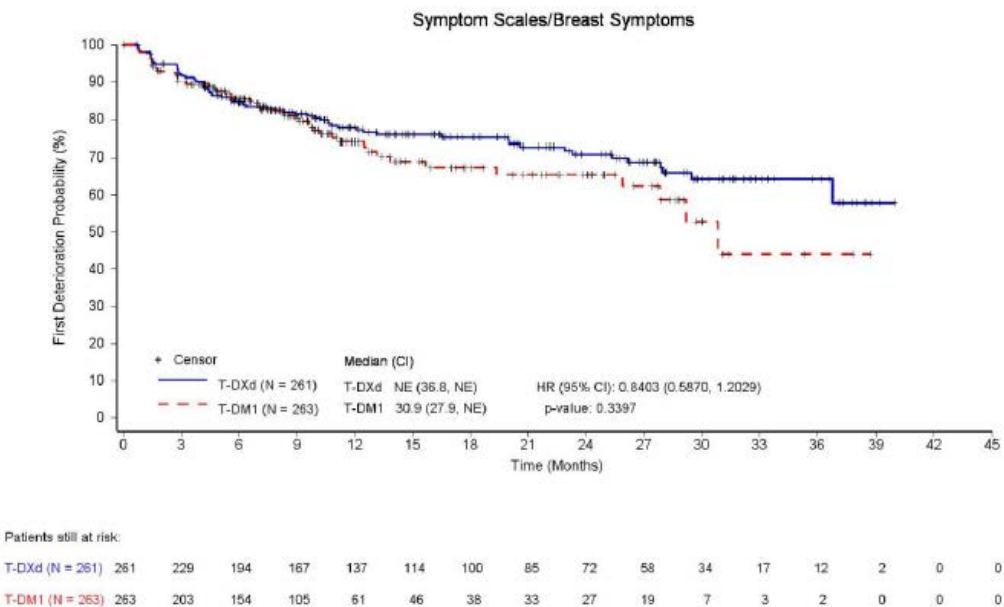 Symptom Scales/Breast Symptoms
First Deterioration Probability (%)
100
90
80
70
60
50
40
30
20
10
0
+ Censor Median (CI)
T-DXd (N = 261) T-DXd NE (36.8, NE) HR (95% CI): 0.8403 (0.5870, 1.2029)
T-DM1 (N = 263) T-DM1 30.9 (27.9, NE) p-value: 0.3397
0 3 6 9 12 15 18 21 24 27 30 33 36 39 42 45
Time (Months)
Patients still at risk:
T-DXd (N = 261) 261 229 194 167 137 114 100 85 72 58 34 17 12 2 0 0
T-DM1 (N = 263) 263 203 154 105 61 46 38 33 27 19 7 3 2 0 0 0